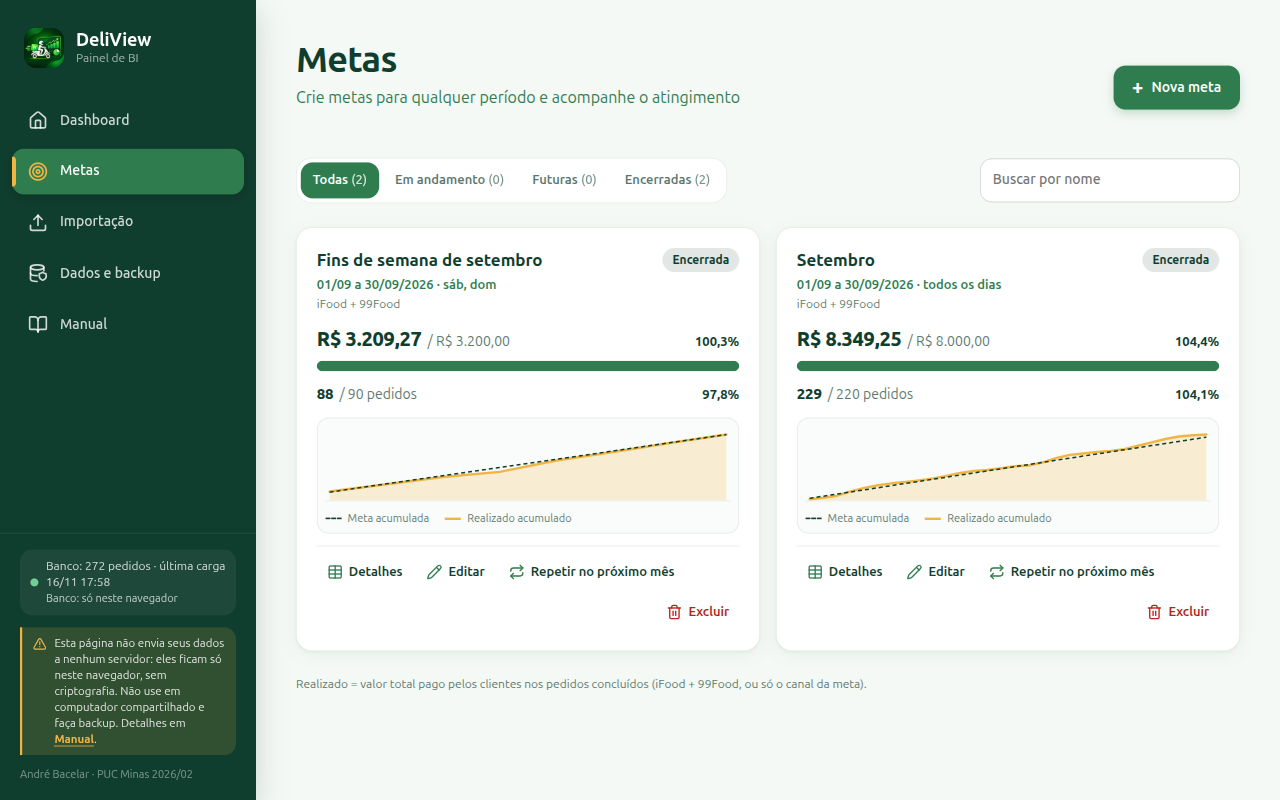 DeliView
Painel de BI
Dashboard
Metas
Importação
Dados e backup
Manual
Banco: 272 pedidos · última carga
16/11 17:58
Banco: só neste navegador
Esta página não envia seus dados
a nenhum servidor: eles ficam só
neste navegador, sem
criptografia. Não use em
computador compartilhado e
faça backup. Detalhes em
Manual.
André Bacelar · PUC Minas 2026/02
Metas
Crie metas para qualquer período e acompanhe o atingimento
+ Nova meta
Todas (2) Em andamento (0) Futuras (0) Encerradas (2)
Buscar por nome
Fins de semana de setembro Encerrada
01/09 a 30/09/2026 · sáb, dom
iFood + 99Food
R$ 3.209,27 / R$ 3.200,00 100,3%
88 / 90 pedidos 97,8%
Meta acumulada Realizado acumulado
Detalhes Editar Repetir no próximo mês
Excluir
Setembro Encerrada
01/09 a 30/09/2026 · todos os dias
iFood + 99Food
R$ 8.349,25 / R$ 8.000,00 104,4%
229 / 220 pedidos 104,1%
Meta acumulada Realizado acumulado
Detalhes Editar Repetir no próximo mês
Excluir
Realizado = valor total pago pelos clientes nos pedidos concluídos (iFood + 99Food, ou só o canal da meta).